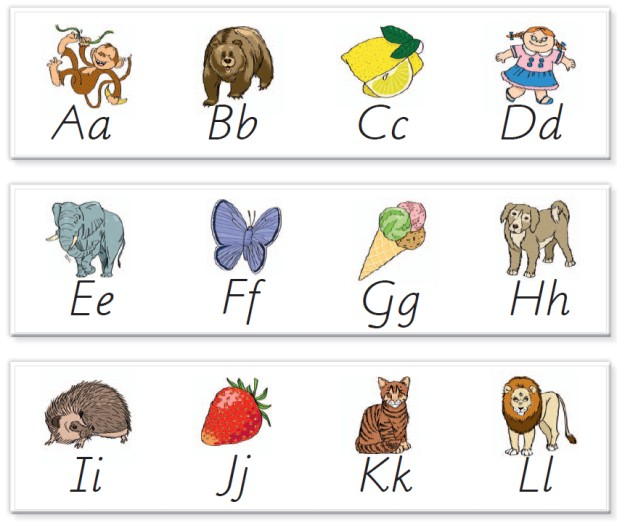 Aa Bb Cc Dd
Ee Ff Gg Hh
Ii Jj Kk Ll